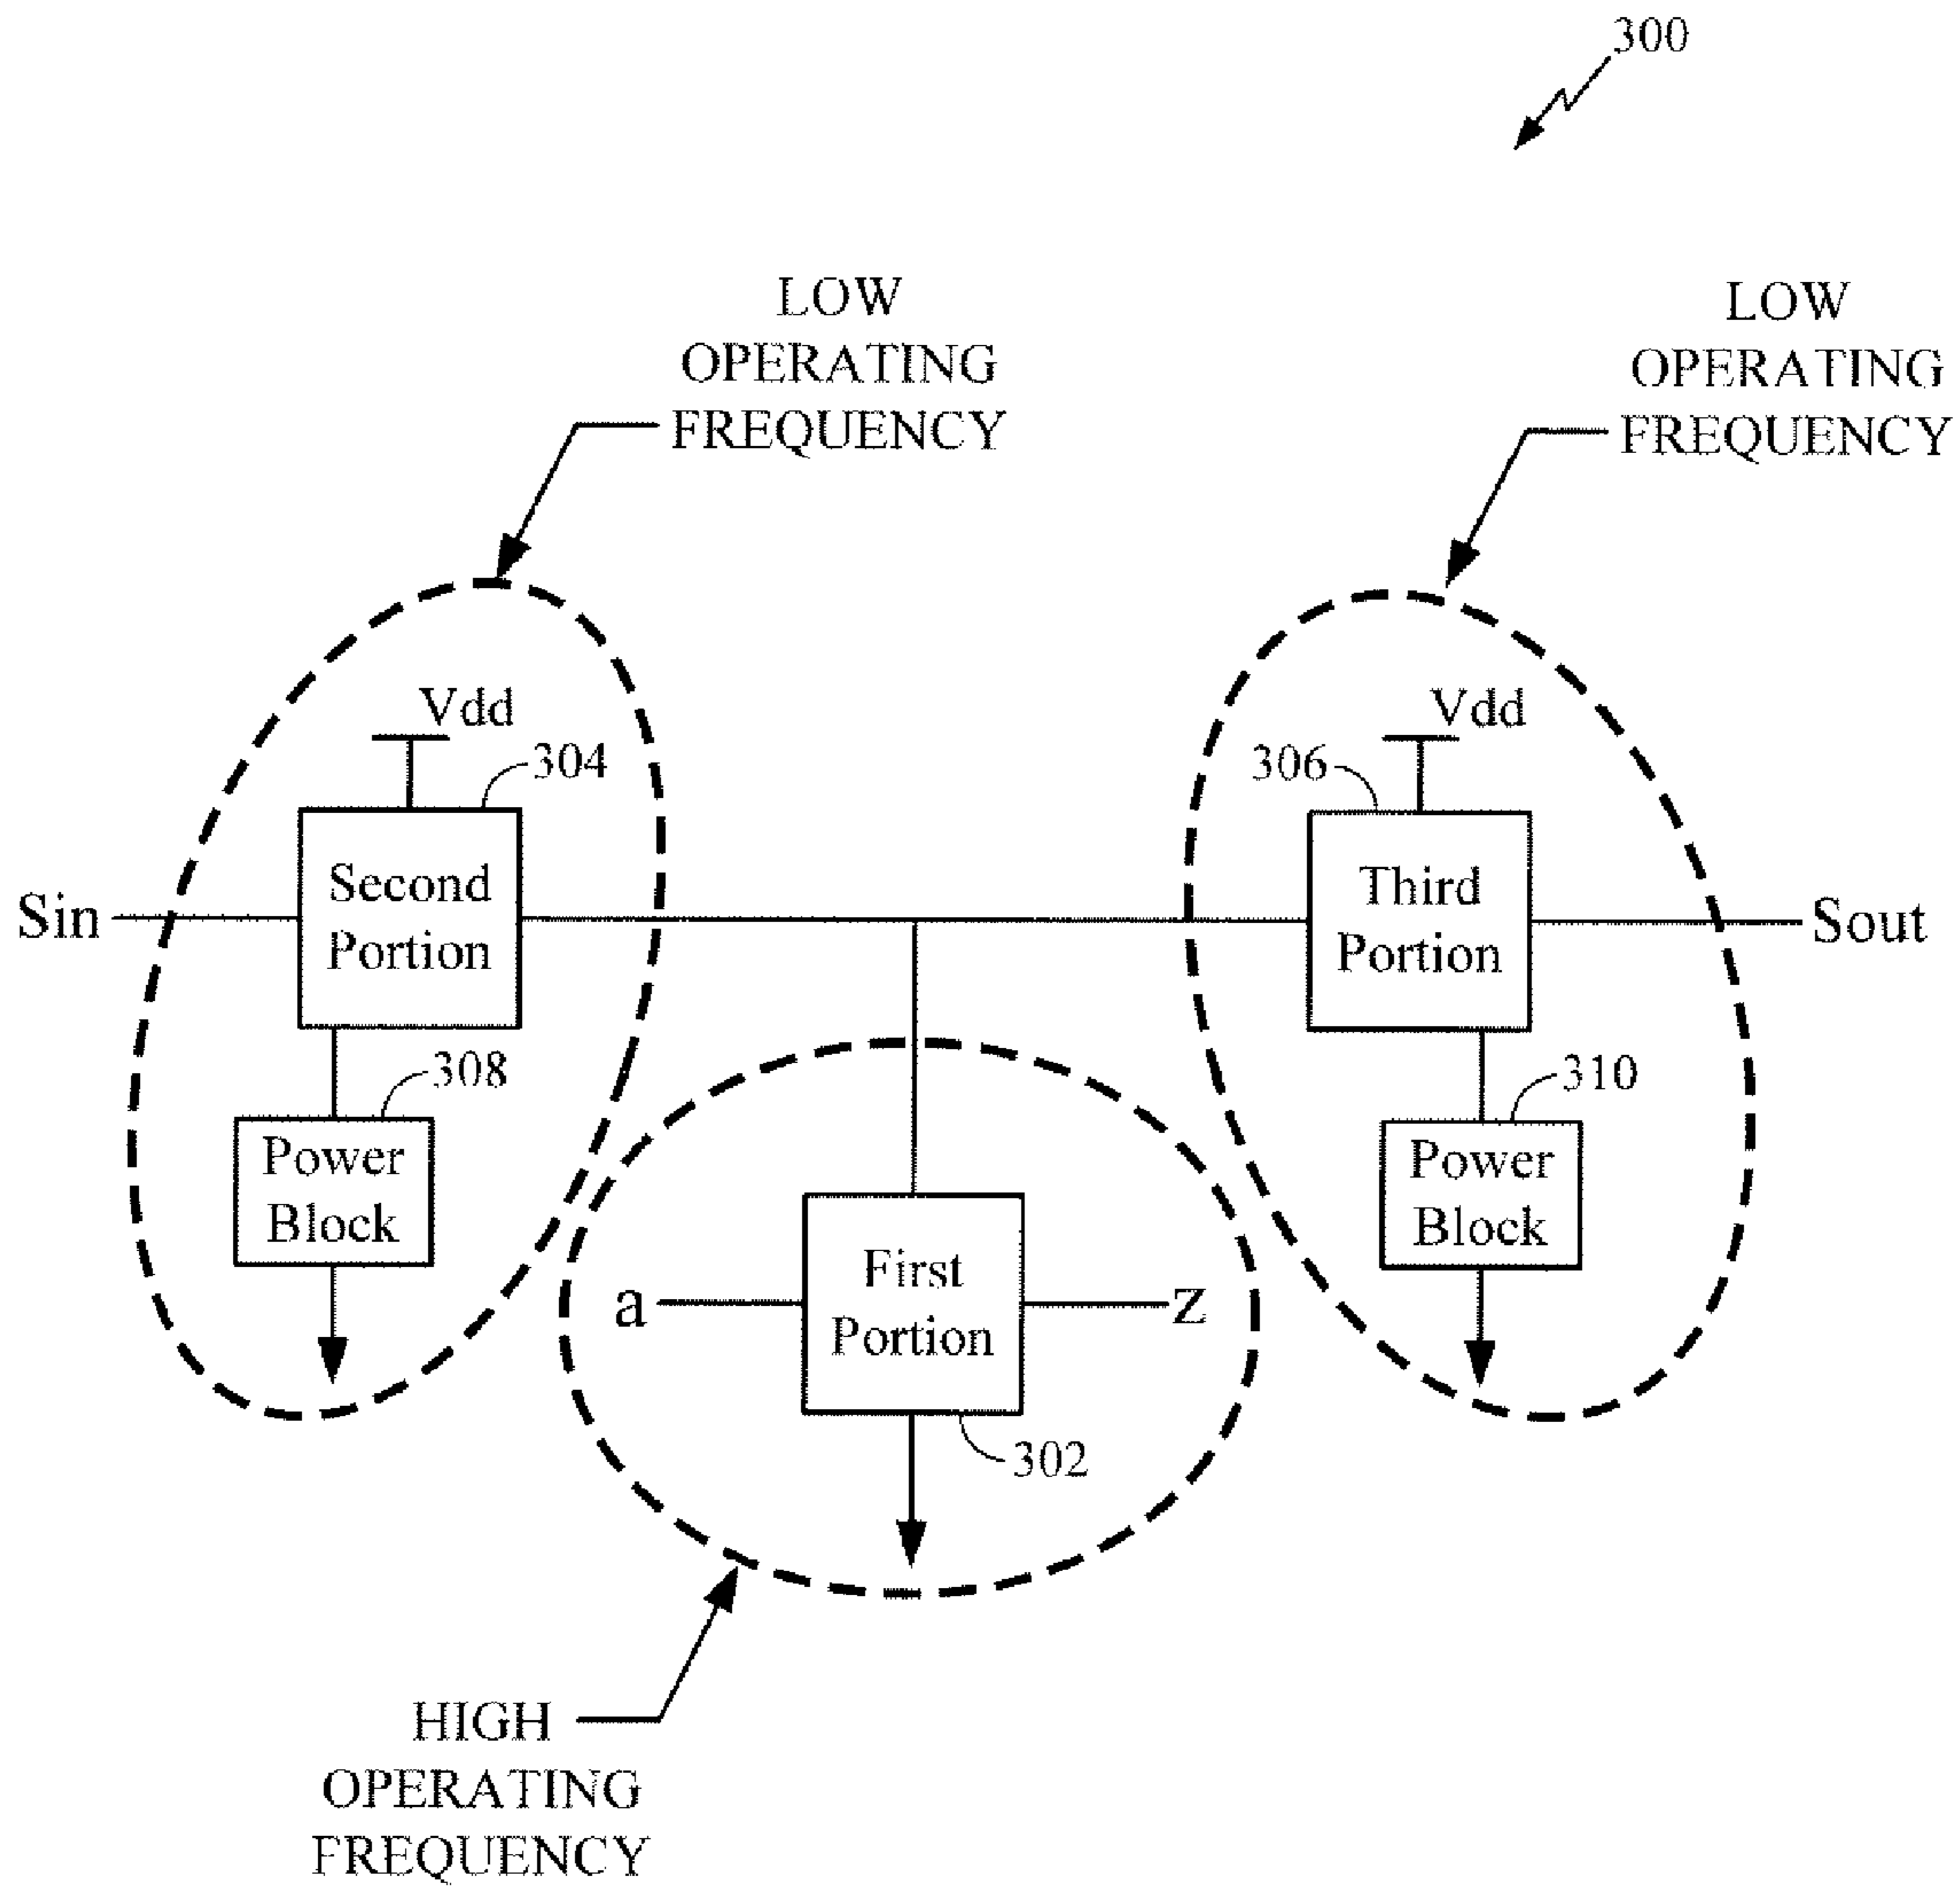 300
LOW
OPERATING
FREQUENCY
LOW
OPERATING
FREQUENCY
Vdd
304
Second
Portion
Sin
308
Power
Block
Vdd
306
Third
Portion
Sout
310
Power
Block
a
First
Portion
z
302
HIGH
OPERATING
FREQUENCY